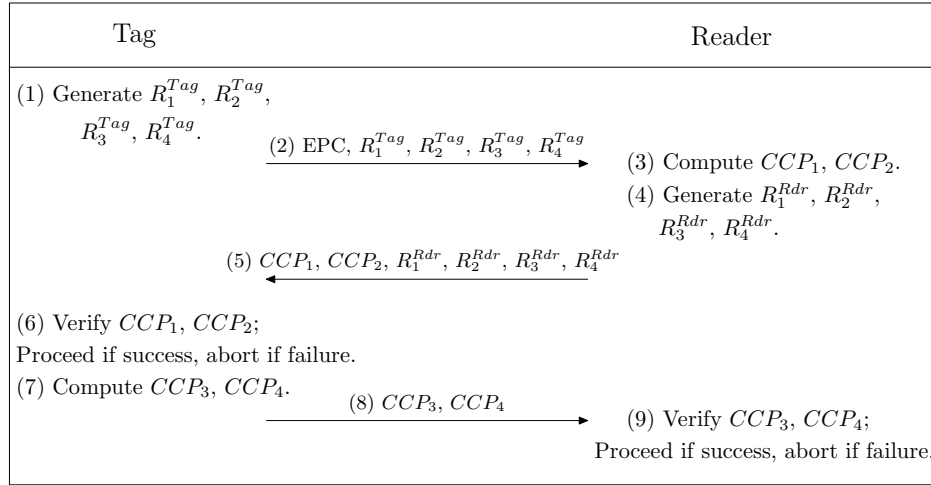 Tag
Reader
(1) Generate $R_1^{Tag}$, $R_2^{Tag}$,
$R_3^{Tag}$, $R_4^{Tag}$.
(2) EPC, $R_1^{Tag}$, $R_2^{Tag}$, $R_3^{Tag}$, $R_4^{Tag}$
(3) Compute $CCP_1$, $CCP_2$.
(4) Generate $R_1^{Rdr}$, $R_2^{Rdr}$,
$R_3^{Rdr}$, $R_4^{Rdr}$.
(5) $CCP_1$, $CCP_2$, $R_1^{Rdr}$, $R_2^{Rdr}$, $R_3^{Rdr}$, $R_4^{Rdr}$
(6) Verify $CCP_1$, $CCP_2$;
Proceed if success, abort if failure.
(7) Compute $CCP_3$, $CCP_4$.
(8) $CCP_3$, $CCP_4$
(9) Verify $CCP_3$, $CCP_4$;
Proceed if success, abort if failure.